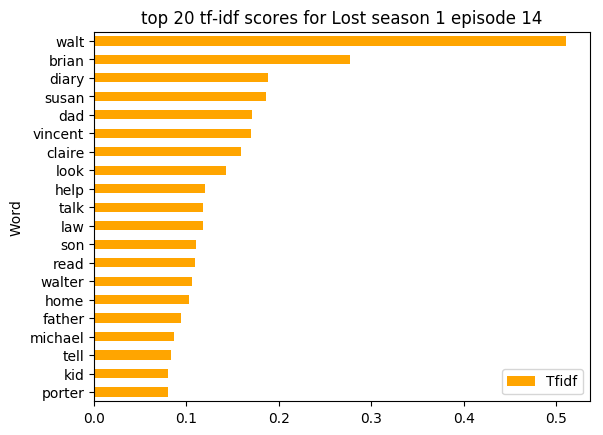 top 20 tf-idf scores for Lost season 1 episode 14
walt
brian
diary
susan
dad
vincent
claire
look
help
talk
law
son
read
walter
home
father
michael
tell
kid
porter
Word
Tfidf
0.0 0.1 0.2 0.3 0.4 0.5